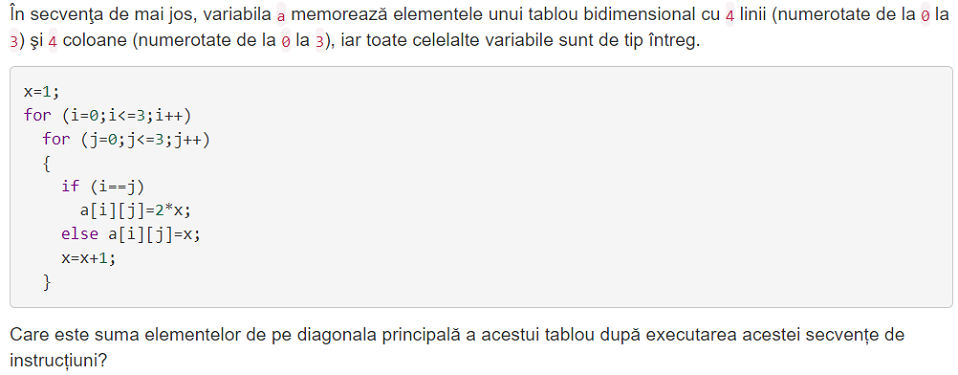 În secvenţa de mai jos, variabila a memorează elementele unui tablou bidimensional cu 4 linii (numerotate de la 0 la
3) şi 4 coloane (numerotate de la 0 la 3), iar toate celelalte variabile sunt de tip întreg.
x=1;
for (i=0;i<=3;i++)
for (j=0;j<=3;j++)
{
if (i==j)
a[i][j]=2*x;
else a[i][j]=x;
x=x+1;
}
Care este suma elementelor de pe diagonala principală a acestui tablou după executarea acestei secvențe de
instrucțiuni?